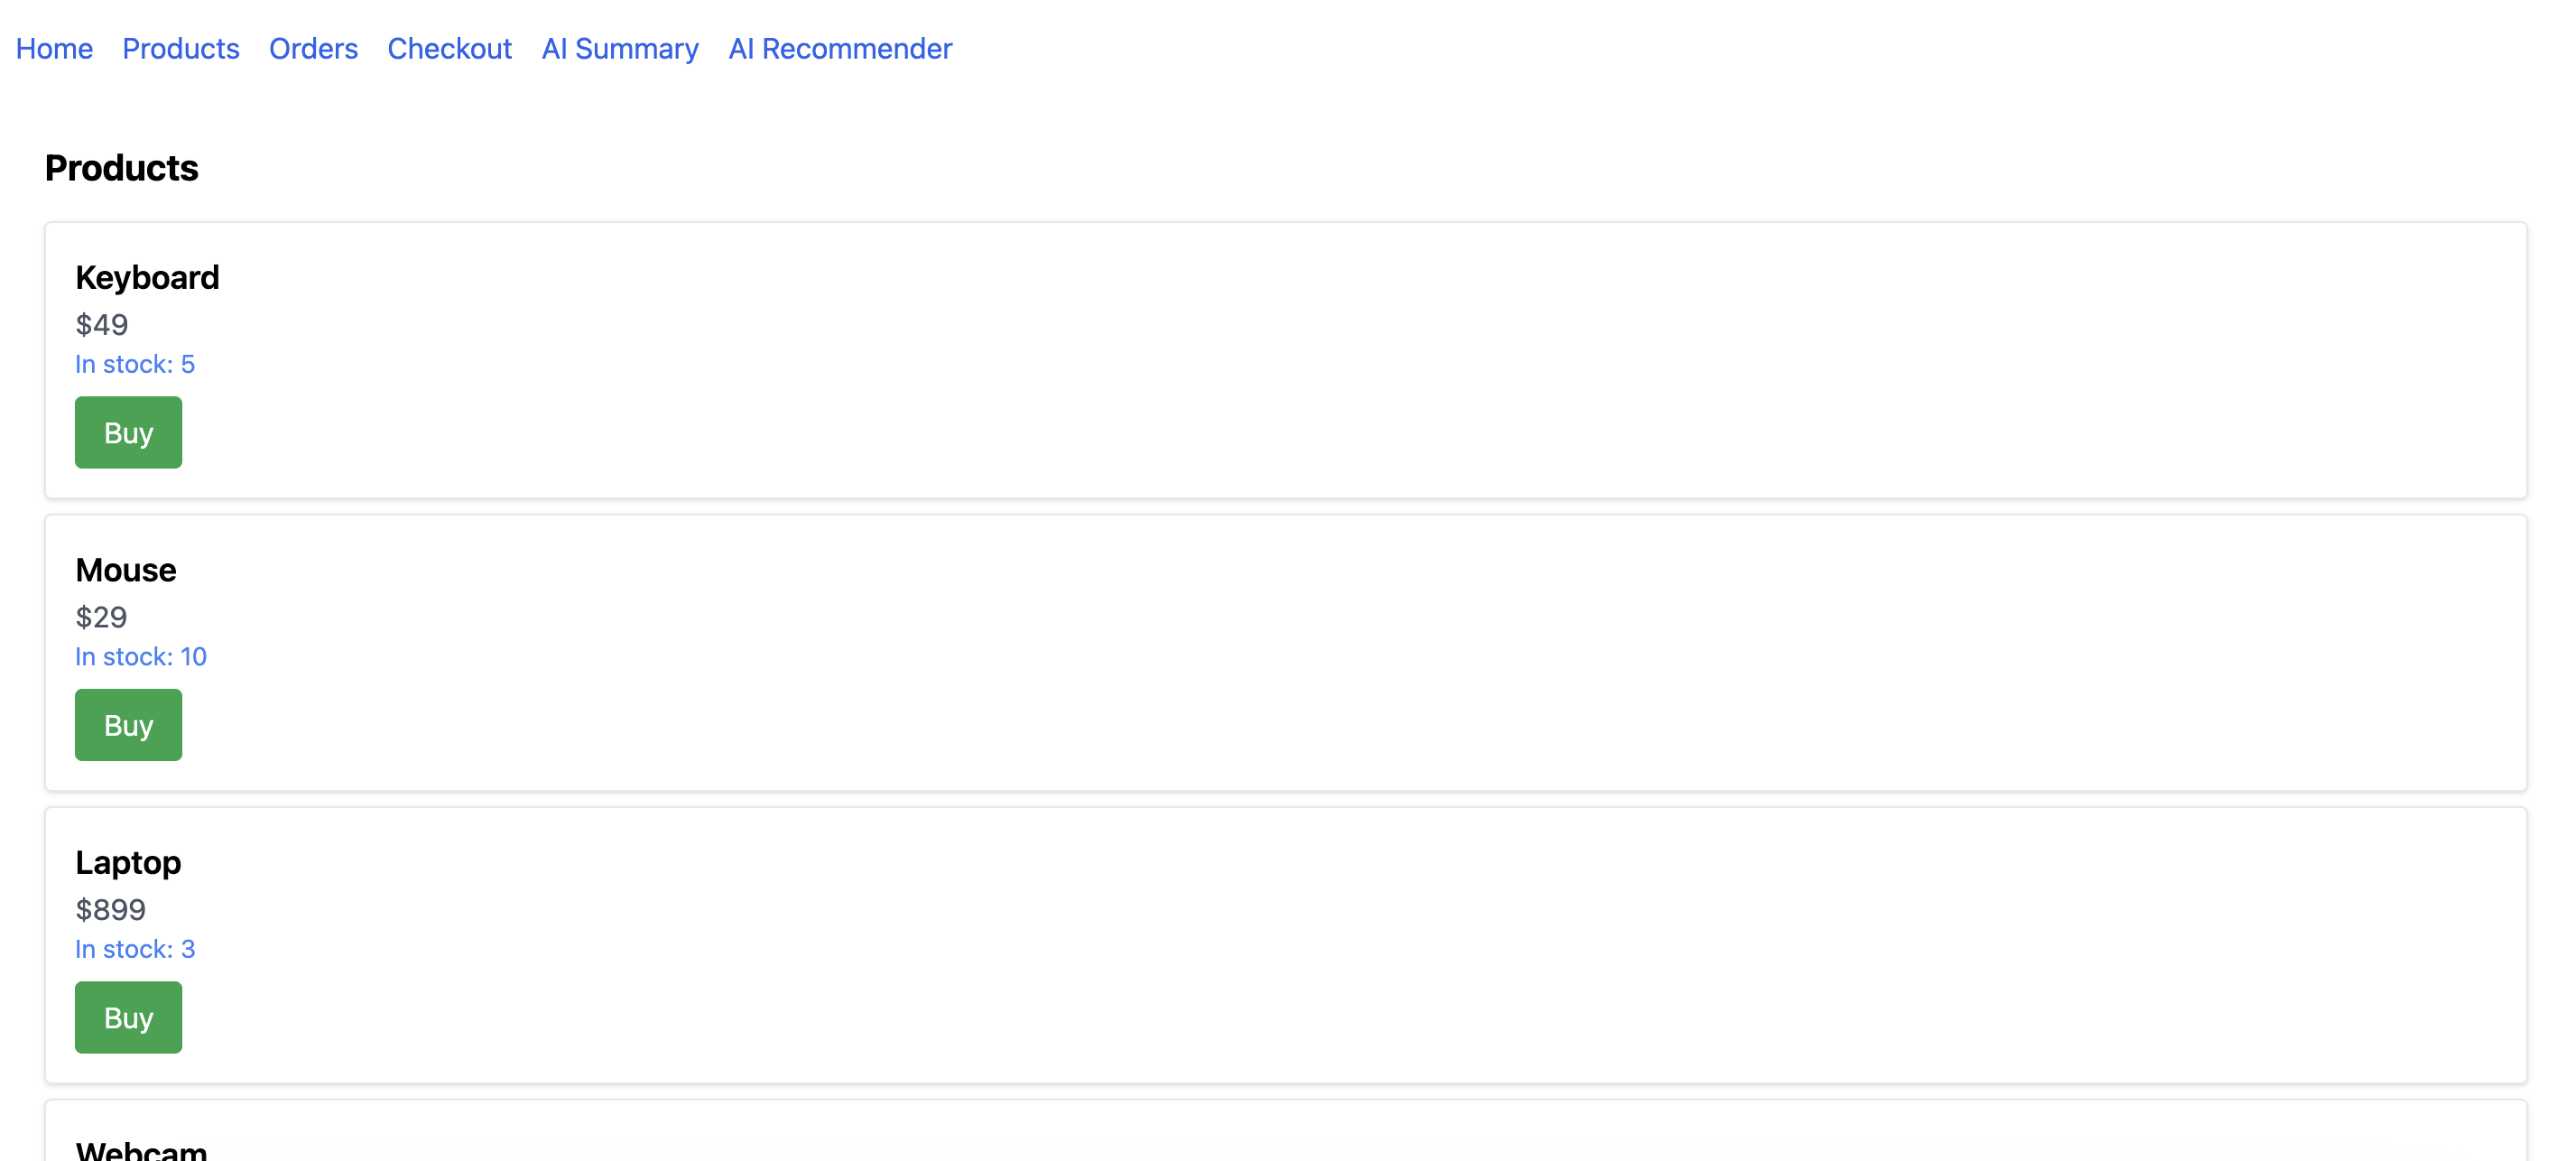 Home Products Orders Checkout AI Summary AI Recommender
Products
Keyboard
$49
In stock: 5
Buy
Mouse
$29
In stock: 10
Buy
Laptop
$899
In stock: 3
Buy
Webcam